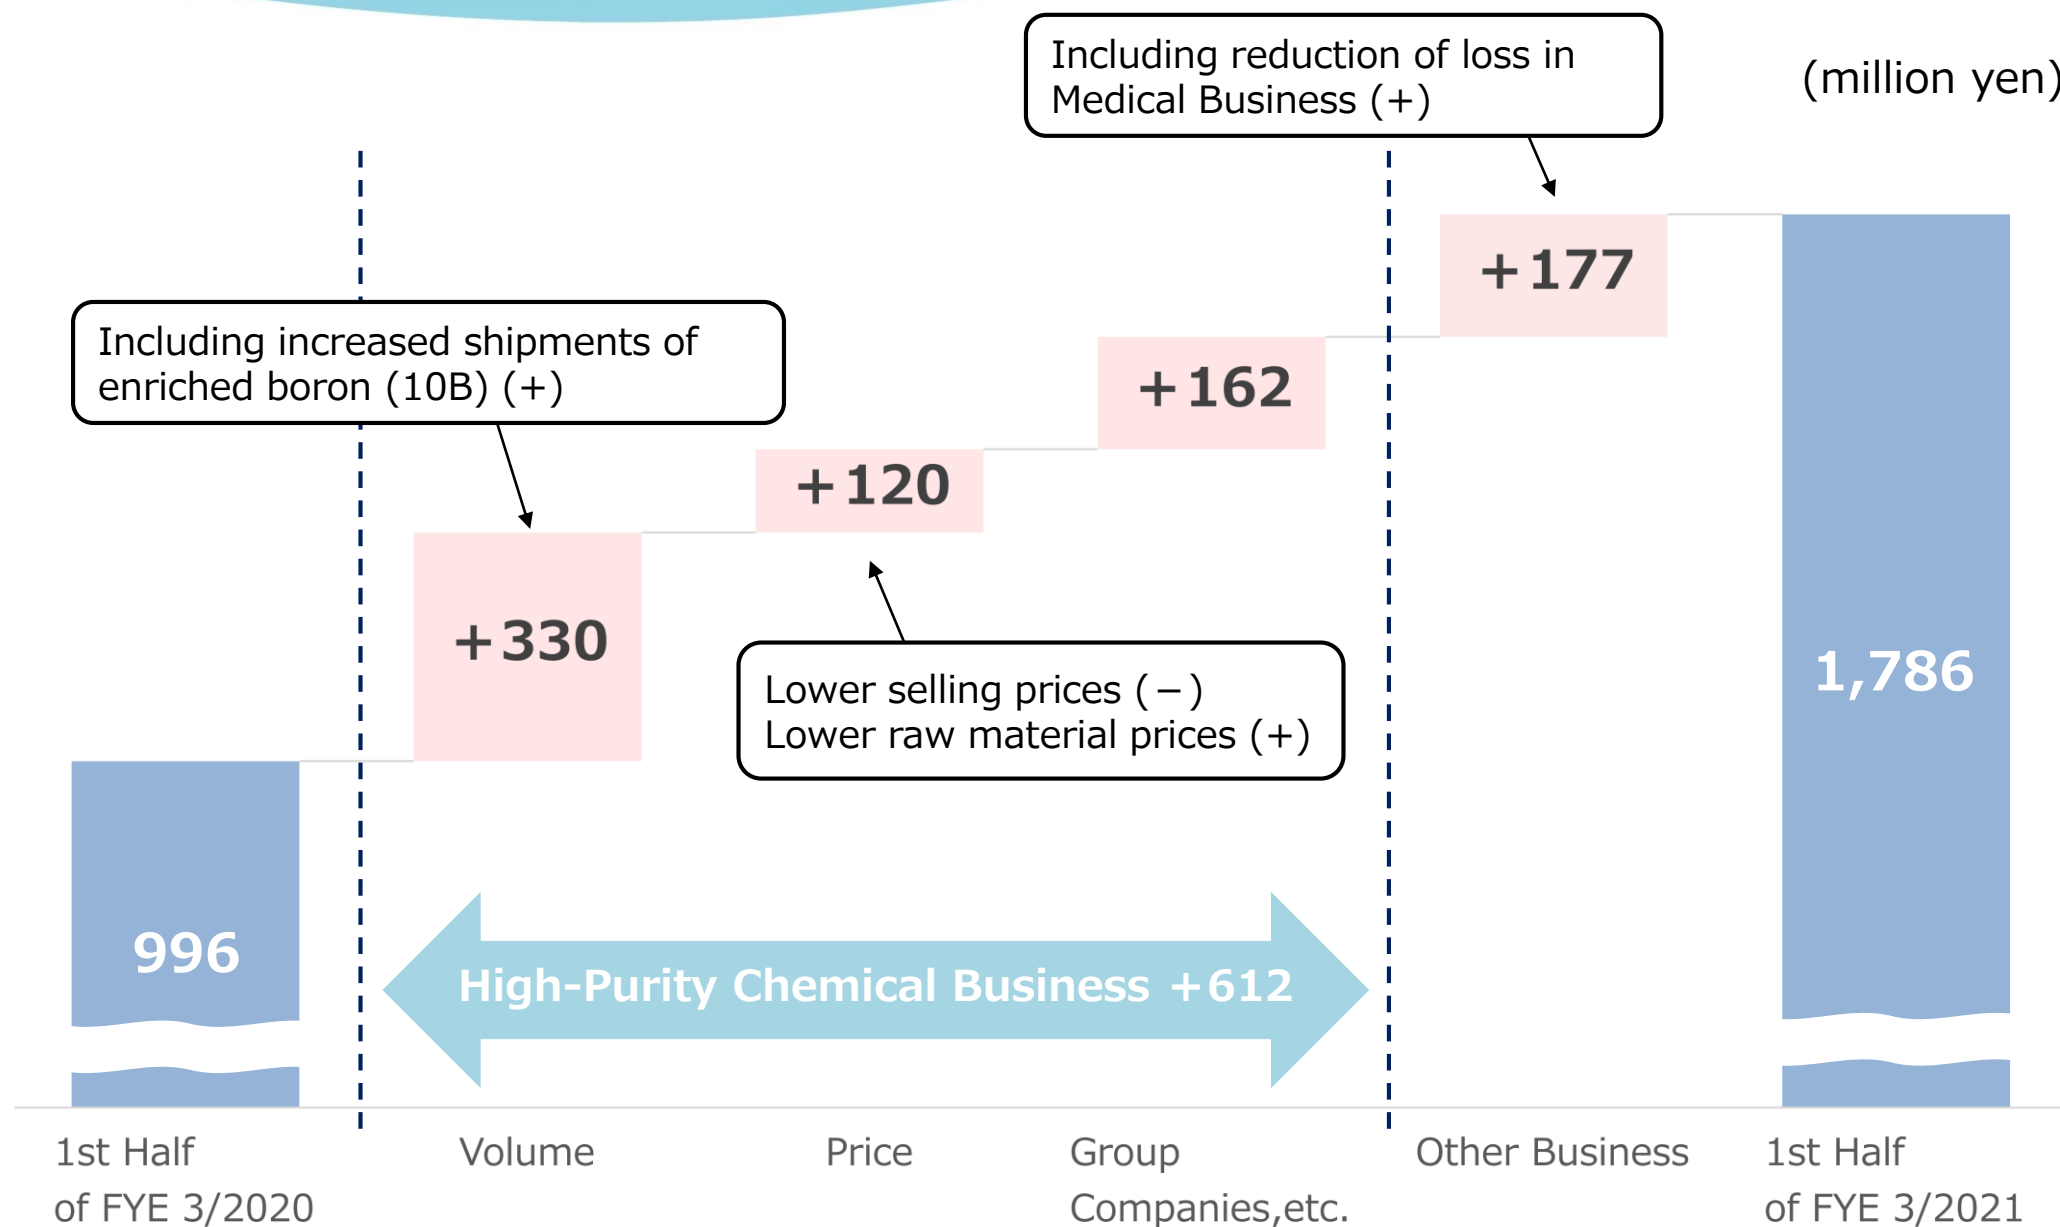 Including reduction of loss in
Medical Business (+)
(million yen)
+177
Including increased shipments of
enriched boron (10B) (+)
+162
+120
+330
Lower selling prices (−)
Lower raw material prices (+)
1,786
996
High-Purity Chemical Business +612
1st Half
of FYE 3/2020
Volume
Price
Group
Companies,etc.
Other Business
1st Half
of FYE 3/2021